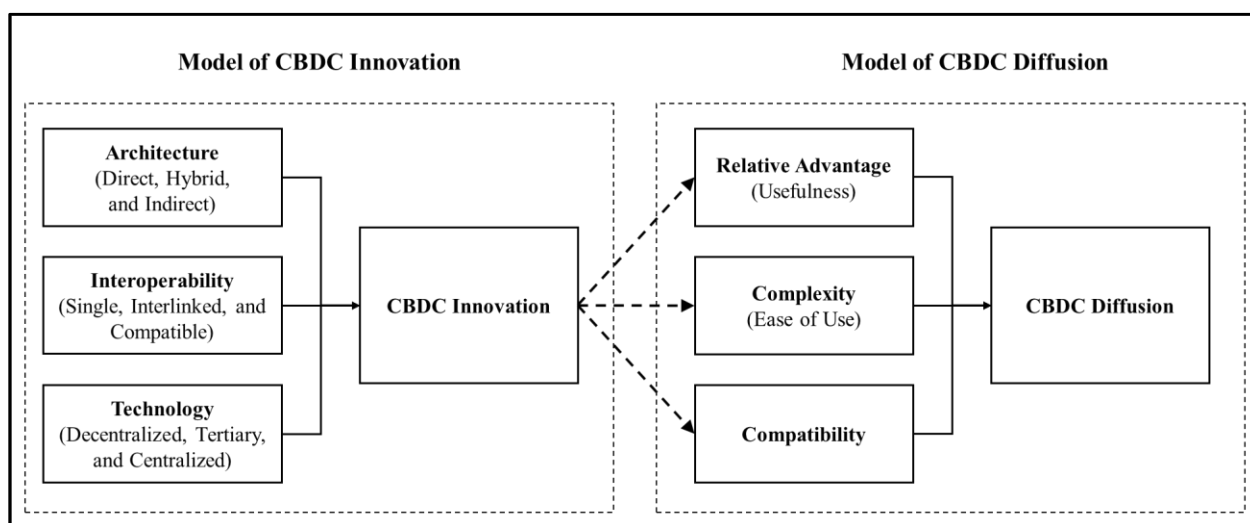 Model of CBDC Innovation
Architecture
(Direct, Hybrid,
and Indirect)
Interoperability
(Single, Interlinked, and
Compatible)
Technology
(Decentralized, Tertiary,
and Centralized)
CBDC Innovation
Model of CBDC Diffusion
Relative Advantage
(Usefulness)
Complexity
(Ease of Use)
Compatibility
CBDC Diffusion